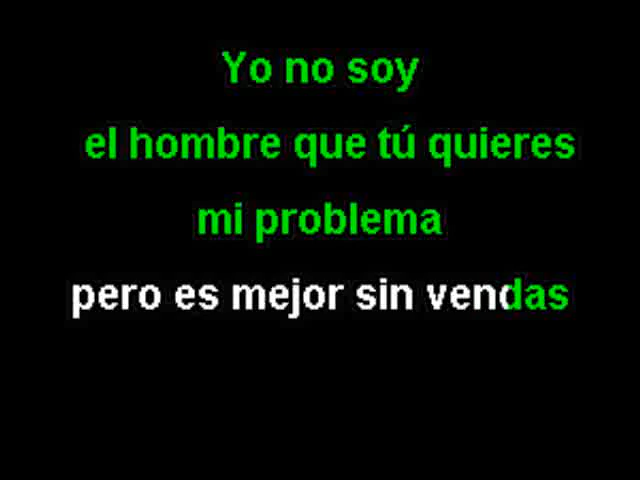 Yo no soy
el hombre que tú quieres
mi problema
pero es mejor sin vendas